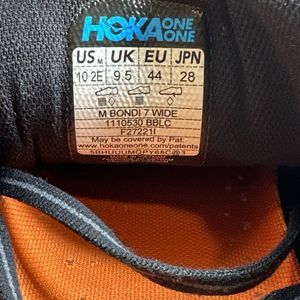 HOKA ONE ONE
US M UK EU JPN
10 2E 9.5 44 28
M BONDI 7 WIDE
1110530 BBLC
F27221I
May be covered by Pat.
www.hokaoneone.com/patents